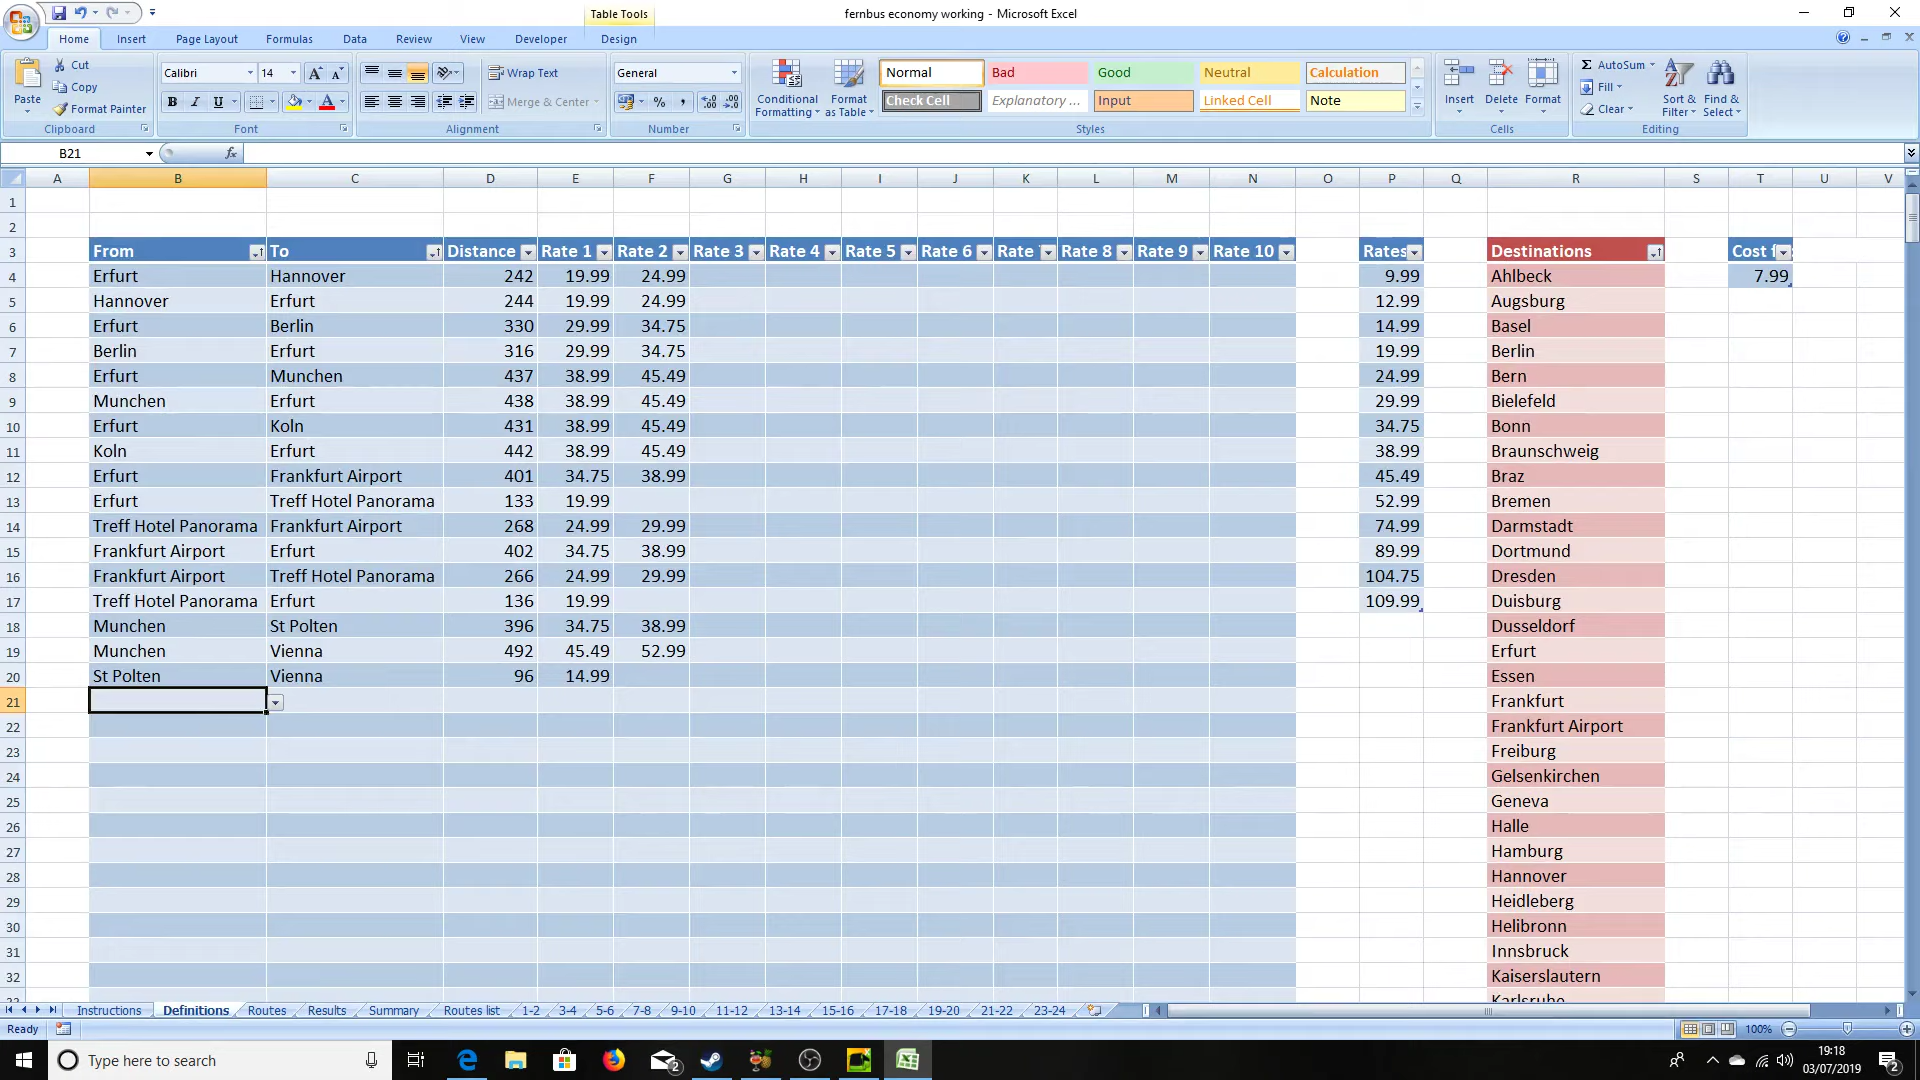 Table Tools
fernbus economy working - Microsoft Excel
Home Insert Page Layout Formulas Data Review View Developer Design
Cut
Copy
Format Painter
Paste
Clipboard
Calibri 14
B I U
Font
Wrap Text
Merge & Center
Alignment
General
%
Number
Conditional Formatting
Format as Table
Normal Bad Good Neutral Calculation
Check Cell Explanatory ... Input Linked Cell Note
Styles
Insert Delete Format
Cells
AutoSum
Fill
Clear
Sort & Filter
Find & Select
Editing
B21 fx
A B C D E F G H I J K L M N O P Q R S T U V
1
2
3 From To Distance Rate 1 Rate 2 Rate 3 Rate 4 Rate 5 Rate 6 Rate Rate 8 Rate 9 Rate 10 Rates Destinations Cost f
4 Erfurt Hannover 242 19.99 24.99 9.99 Ahlbeck 7.99
5 Hannover Erfurt 244 19.99 24.99 12.99 Augsburg
6 Erfurt Berlin 330 29.99 34.75 14.99 Basel
7 Berlin Erfurt 316 29.99 34.75 19.99 Berlin
8 Erfurt Munchen 437 38.99 45.49 24.99 Bern
9 Munchen Erfurt 438 38.99 45.49 29.99 Bielefeld
10 Erfurt Koln 431 38.99 45.49 34.75 Bonn
11 Koln Erfurt 442 38.99 45.49 38.99 Braunschweig
12 Erfurt Frankfurt Airport 401 34.75 38.99 45.49 Braz
13 Erfurt Treff Hotel Panorama 133 19.99 52.99 Bremen
14 Treff Hotel Panorama Frankfurt Airport 268 24.99 29.99 74.99 Darmstadt
15 Frankfurt Airport Erfurt 402 34.75 38.99 89.99 Dortmund
16 Frankfurt Airport Treff Hotel Panorama 266 24.99 29.99 104.75 Dresden
17 Treff Hotel Panorama Erfurt 136 19.99 109.99 Duisburg
18 Munchen St Polten 396 34.75 38.99 Dusseldorf
19 Munchen Vienna 492 45.49 52.99 Erfurt
20 St Polten Vienna 96 14.99 Essen
21 Frankfurt
22 Frankfurt Airport
23 Freiburg
24 Gelsenkirchen
25 Geneva
26 Halle
27 Hamburg
28 Hannover
29 Heidleberg
30 Helibronn
31 Innsbruck
32 Kaiserslautern
Karlsruhe
Instructions Definitions Routes Results Summary Routes list 1-2 3-4 5-6 7-8 9-10 11-12 13-14 15-16 17-18 19-20 21-22 23-24
Ready 100%
Type here to search
2
19:18
03/07/2019
2